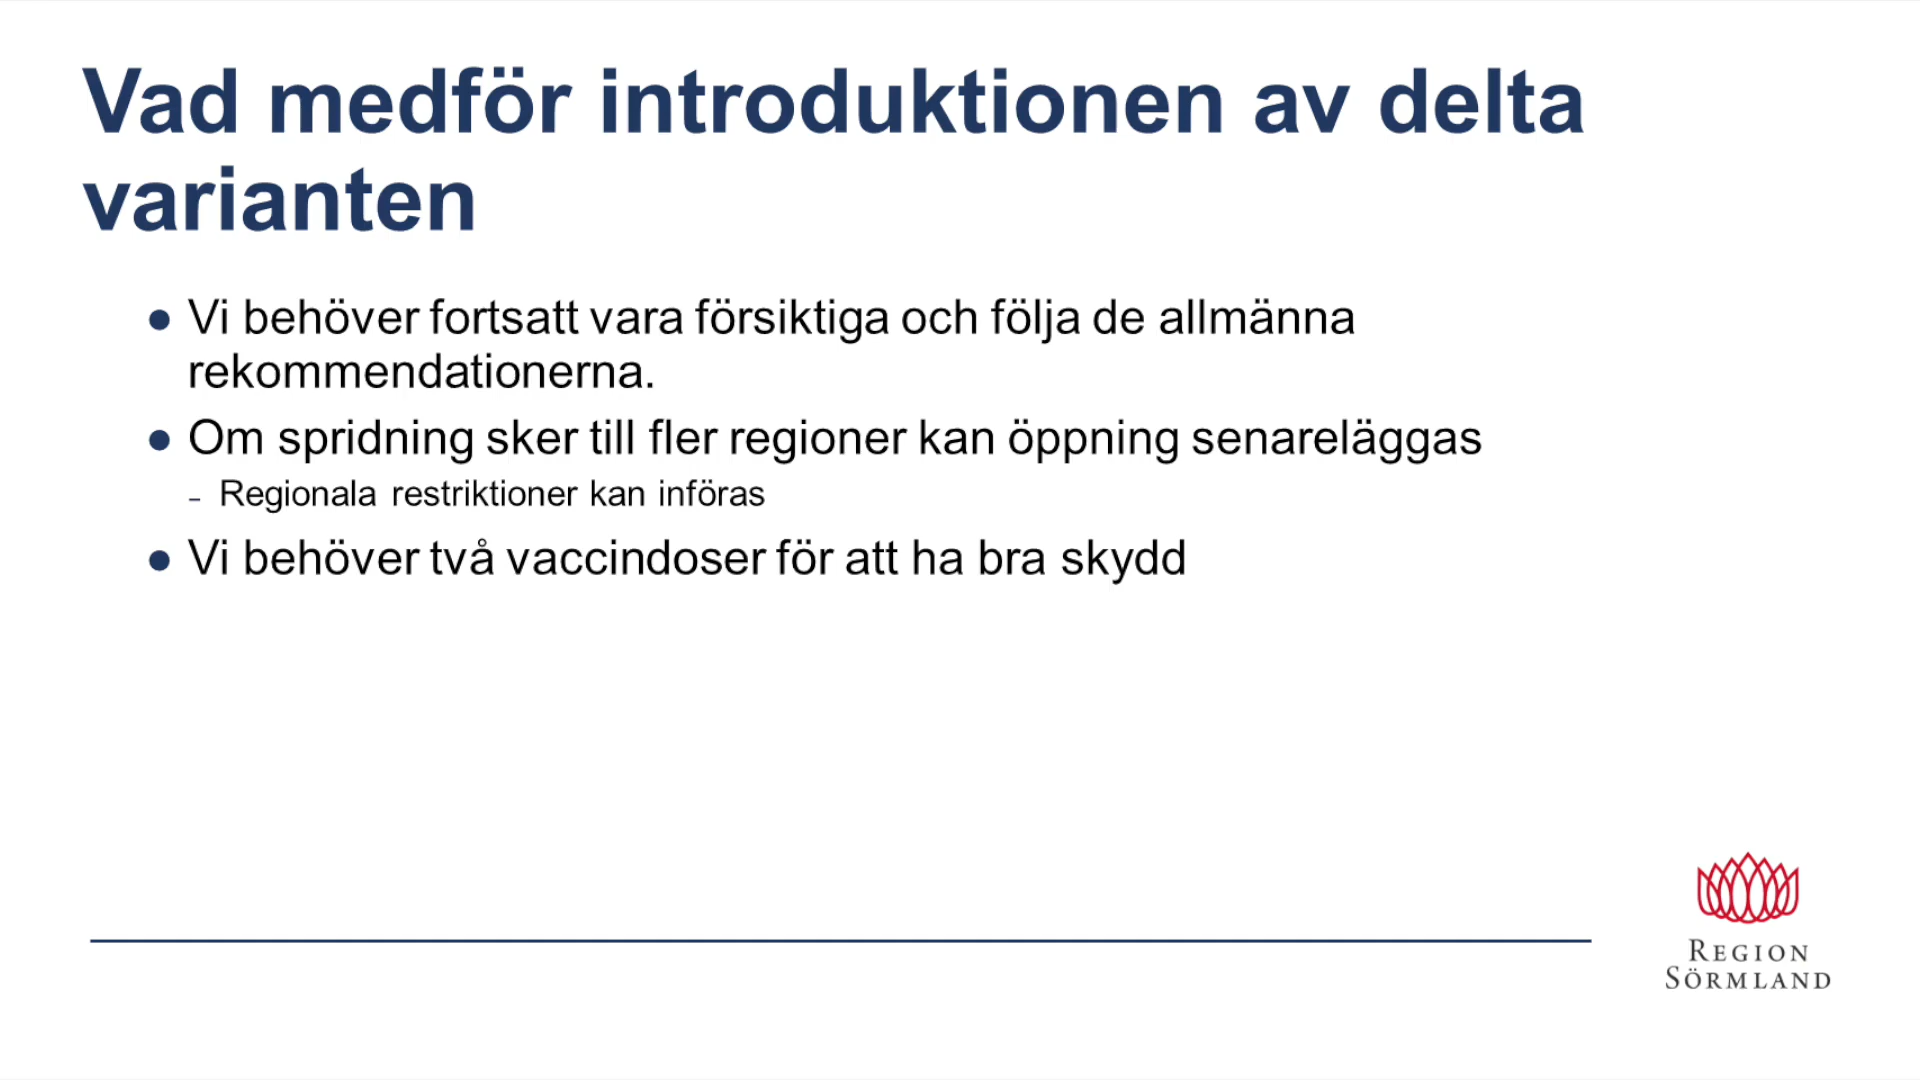 Vad medför introduktionen av delta
varianten
● Vi behöver fortsatt vara försiktiga och följa de allmänna
rekommendationerna.
● Om spridning sker till fler regioner kan öppning senareläggas
- Regionala restriktioner kan införas
● Vi behöver två vaccindoser för att ha bra skydd
REGION
SÖRMLAND